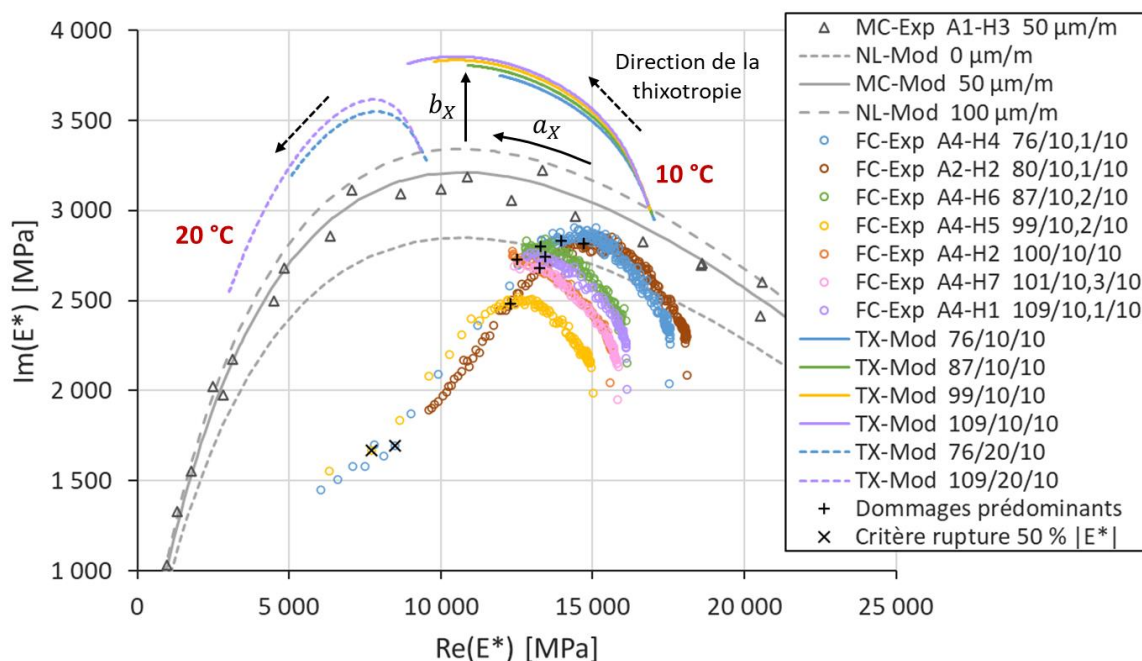 4 000
3 500
3 000
2 500
2 000
1 500
1 000
Im(E*) [MPa]
0
5 000
10 000
15 000
20 000
25 000
Re(E*) [MPa]
Direction de la
thixotropie
b_X
a_X
10 °C
20 °C
MC-Exp A1-H3 50 µm/m
NL-Mod 0 µm/m
MC-Mod 50 µm/m
NL-Mod 100 µm/m
FC-Exp A4-H4 76/10,1/10
FC-Exp A2-H2 80/10,1/10
FC-Exp A4-H6 87/10,2/10
FC-Exp A4-H5 99/10,2/10
FC-Exp A4-H2 100/10/10
FC-Exp A4-H7 101/10,3/10
FC-Exp A4-H1 109/10,1/10
TX-Mod 76/10/10
TX-Mod 87/10/10
TX-Mod 99/10/10
TX-Mod 109/10/10
TX-Mod 76/20/10
TX-Mod 109/20/10
Dommages prédominants
Critère rupture 50 % |E*|